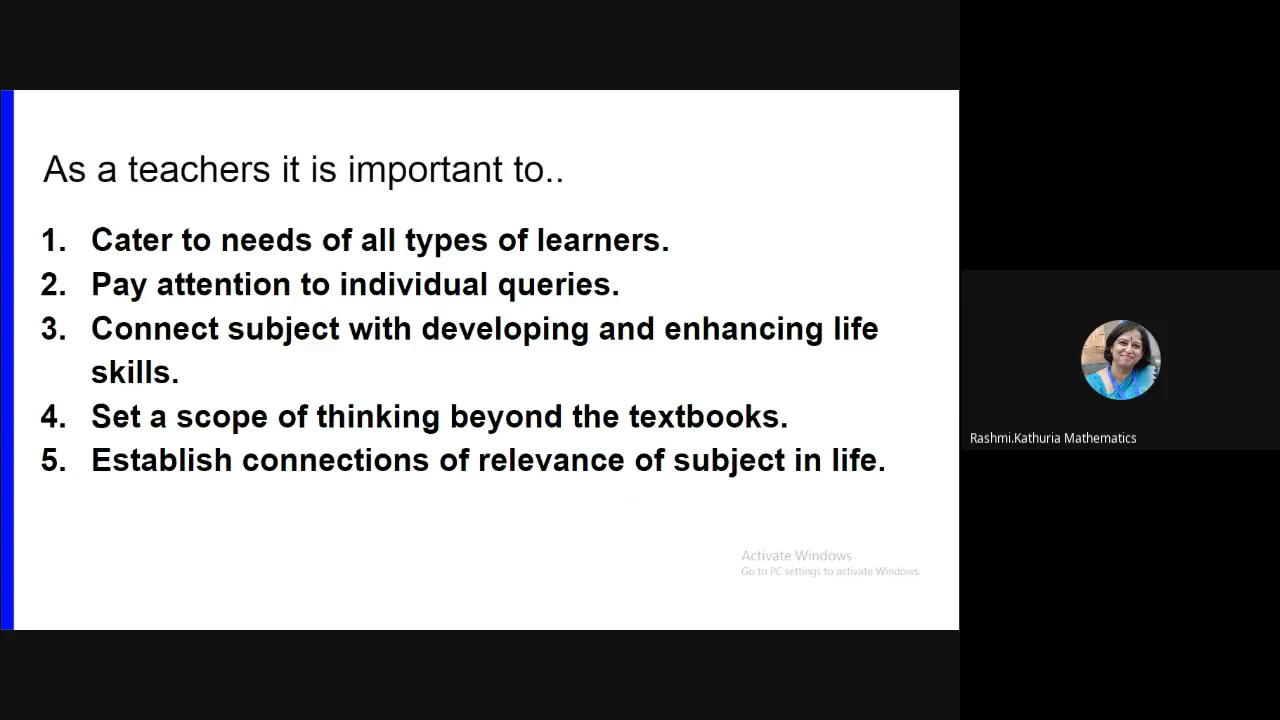 As a teachers it is important to..
1. Cater to needs of all types of learners.
2. Pay attention to individual queries.
3. Connect subject with developing and enhancing life
skills.
4. Set a scope of thinking beyond the textbooks.
5. Establish connections of relevance of subject in life.
Activate Windows
Go to PC settings to activate Windows.
Rashmi.Kathuria Mathematics